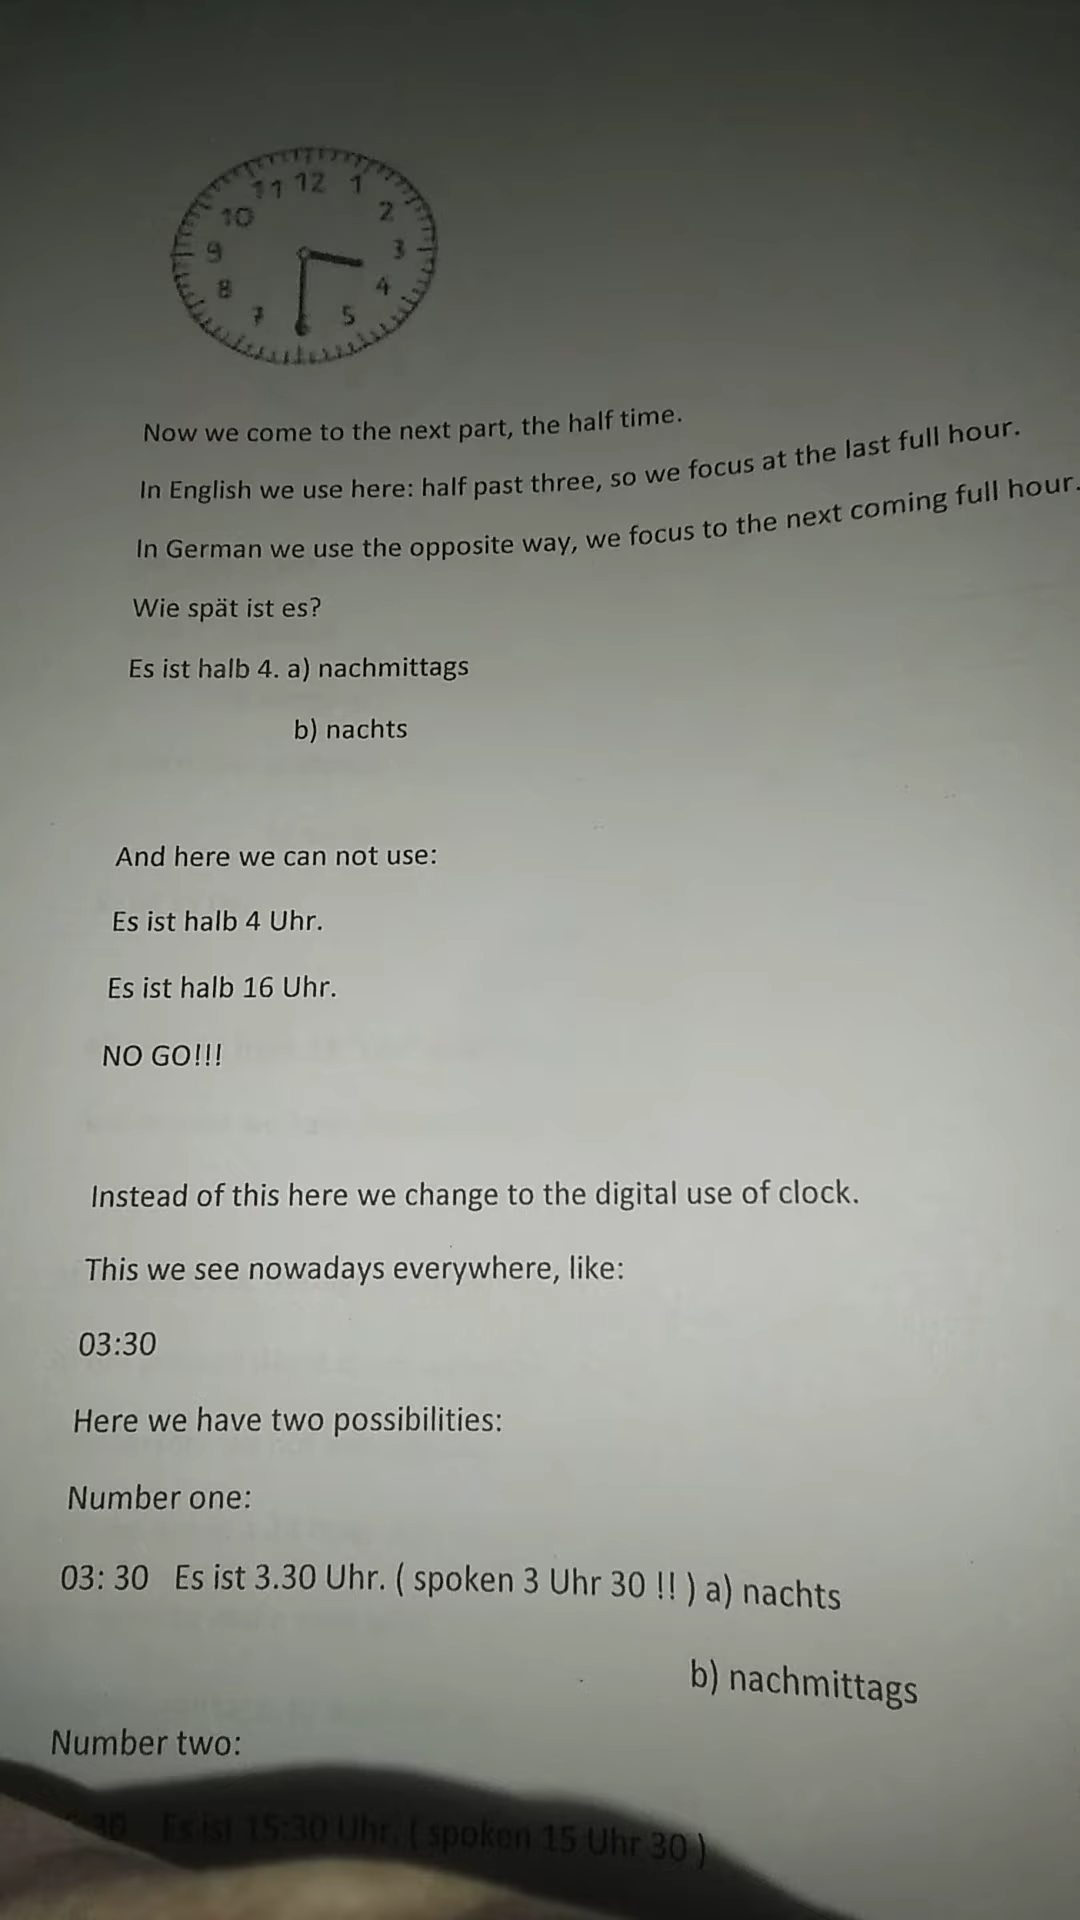 11 12 1
10 2
9 3
8 4
7 5
Now we come to the next part, the half time.
In English we use here: half past three, so we focus at the last full hour.
In German we use the opposite way, we focus to the next coming full hour.
Wie spät ist es?
Es ist halb 4. a) nachmittags
b) nachts
And here we can not use:
Es ist halb 4 Uhr.
Es ist halb 16 Uhr.
NO GO!!!
Instead of this here we change to the digital use of clock.
This we see nowadays everywhere, like:
03:30
Here we have two possibilities:
Number one:
03: 30 Es ist 3.30 Uhr. ( spoken 3 Uhr 30 !! ) a) nachts
b) nachmittags
Number two:
30 Es ist 15:30 Uhr. ( spoken 15 Uhr 30 )